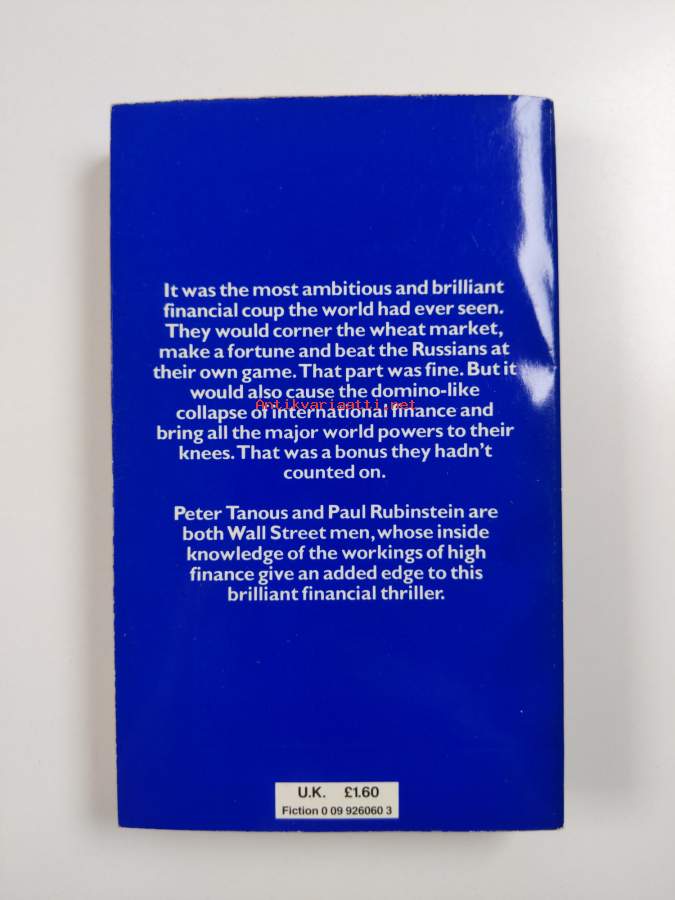 It was the most ambitious and brilliant
financial coup the world had ever seen.
They would corner the wheat market,
make a fortune and beat the Russians at
their own game. That part was fine. But it
would also cause the domino-like
collapse of international finance and
Antikvariaatti.net
bring all the major world powers to their
knees. That was a bonus they hadn't
counted on.
Peter Tanous and Paul Rubinstein are
both Wall Street men, whose inside
knowledge of the workings of high
finance give an added edge to this
brilliant financial thriller.
U.K. £1.60
Fiction 0 09 926060 3